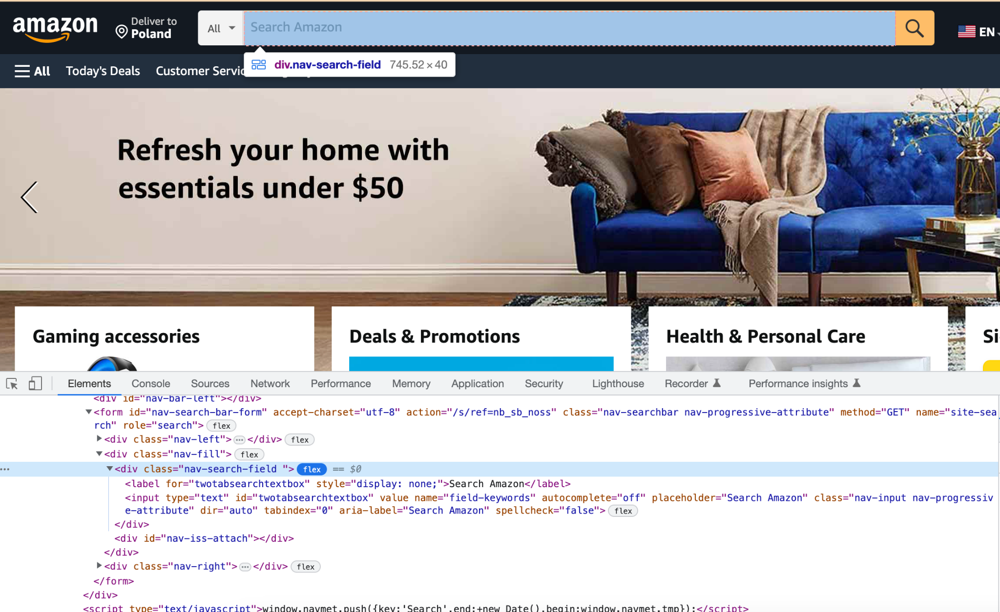 amazon
Deliver to
Poland
All
Search Amazon
EN
All
Today's Deals
Customer Servic
div.nav-search-field 745.52 × 40
Refresh your home with
essentials under $50
Gaming accessories
Deals & Promotions
Health & Personal Care
Si
Elements
Console
Sources
Network
Performance
Memory
Application
Security
Lighthouse
Recorder
Performance insights
<div id="nav-bar-left"></div>
<form id="nav-search-bar-form" accept-charset="utf-8" action="/s/ref=nb_sb_noss" class="nav-searchbar nav-progressive-attribute" method="GET" name="site-sea
rch" role="search"> flex
<div class="nav-left">…</div> flex
<div class="nav-fill"> flex
… <div class="nav-search-field "> flex == $0
<label for="twotabsearchtextbox" style="display: none;">Search Amazon</label>
<input type="text" id="twotabsearchtextbox" value name="field-keywords" autocomplete="off" placeholder="Search Amazon" class="nav-input nav-progressiv
e-attribute" dir="auto" tabindex="0" aria-label="Search Amazon" spellcheck="false"> flex
</div>
<div id="nav-iss-attach"></div>
</div>
<div class="nav-right">…</div> flex
</form>
</div>
<script type="text/javascript">window.navmet.push({key:'Search',end:+new Date(),begin:window.navmet.tmp});</script>